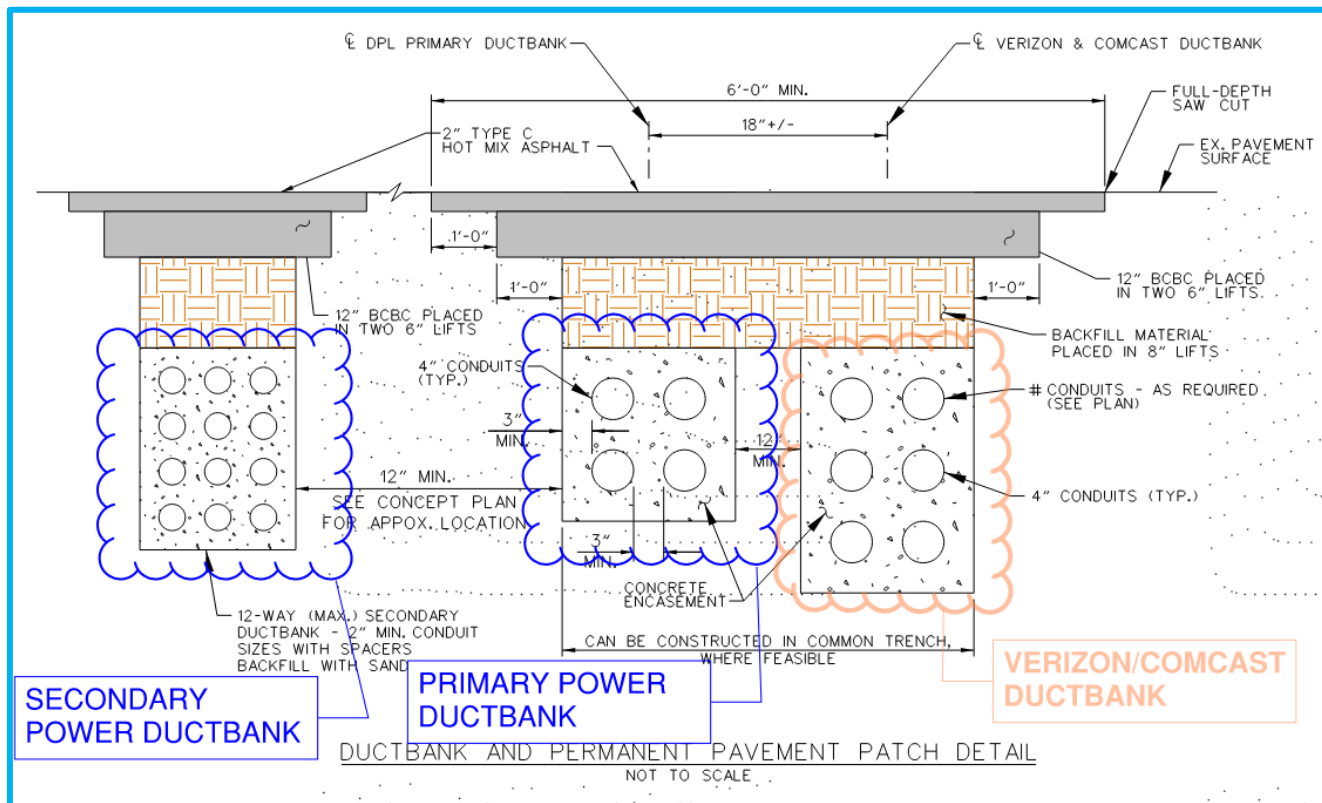 ℄ DPL PRIMARY DUCTBANK
℄ VERIZON & COMCAST DUCTBANK
6'-0" MIN.
FULL-DEPTH
SAW CUT
18"+/-
2" TYPE C
HOT MIX ASPHALT
EX. PAVEMENT
SURFACE
1'-0"
1'-0"
1'-0"
12" BCBC PLACED
IN TWO 6" LIFTS
12" BCBC PLACED
IN TWO 6" LIFTS
BACKFILL MATERIAL
PLACED IN 8" LIFTS
4" CONDUITS
(TYP.)
# CONDUITS - AS REQUIRED
(SEE PLAN)
3"
MIN.
12"
MIN.
12" MIN.
SEE CONCEPT PLAN
FOR APPOX. LOCATION
4" CONDUITS (TYP.)
3"
MIN.
CONCRETE
ENCASEMENT
12-WAY (MAX.) SECONDARY
DUCTBANK - 2" MIN. CONDUIT
SIZES WITH SPACERS
BACKFILL WITH SAND
CAN BE CONSTRUCTED IN COMMON TRENCH,
WHERE FEASIBLE
SECONDARY
POWER DUCTBANK
PRIMARY POWER
DUCTBANK
VERIZON/COMCAST
DUCTBANK
DUCTBANK AND PERMANENT PAVEMENT PATCH DETAIL
NOT TO SCALE